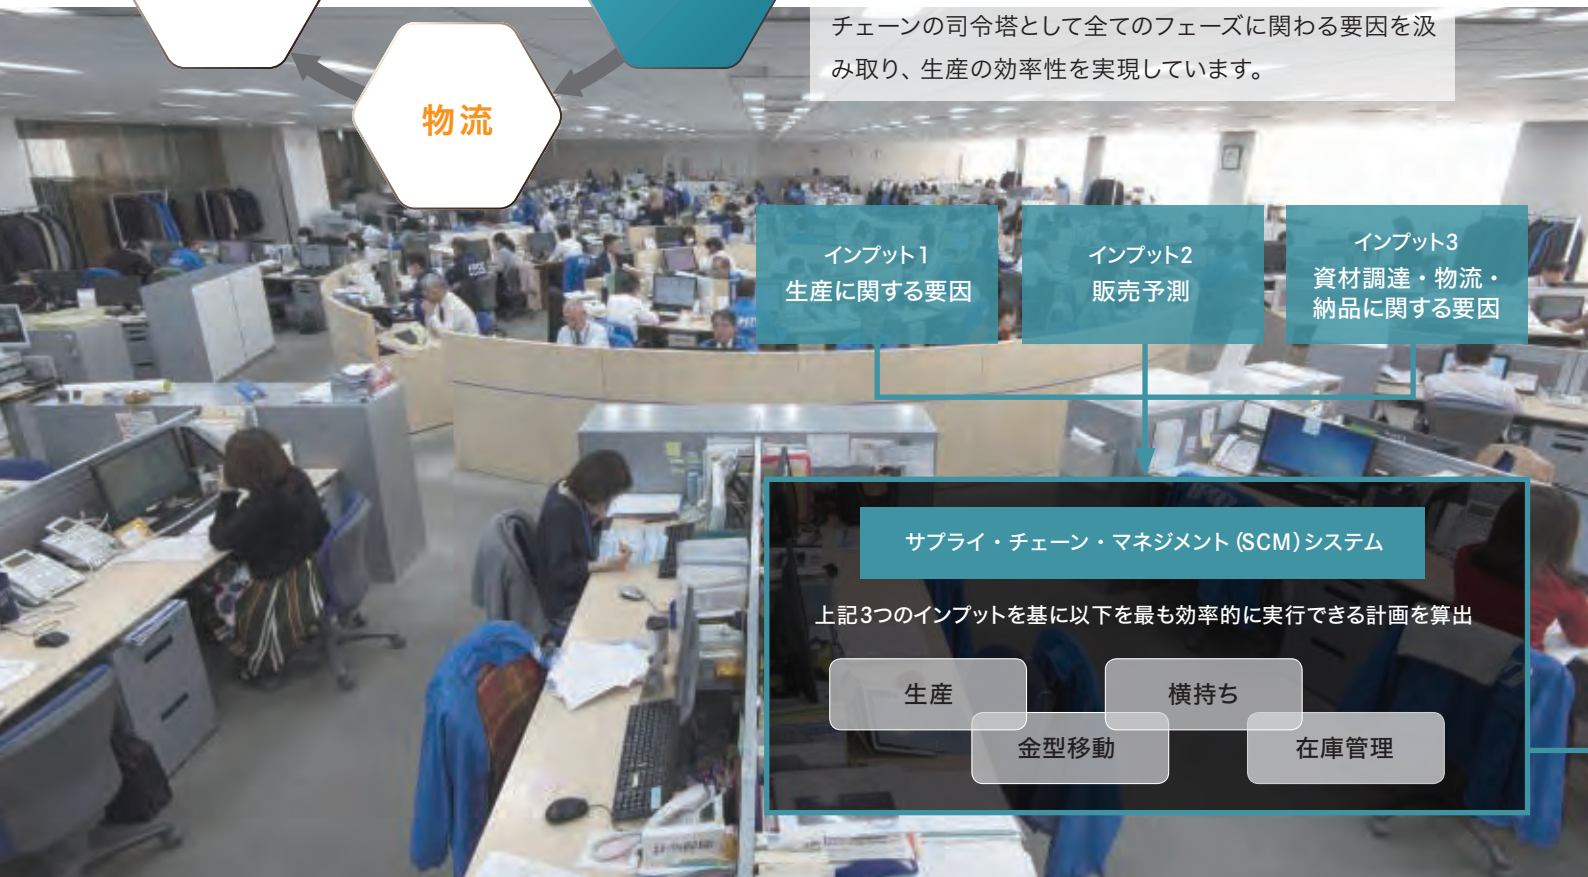 チェーンの司令塔として全てのフェーズに関わる要因を汲
み取り、生産の効率性を実現しています。
物流
インプット1
生産に関する要因
インプット2
販売予測
インプット3
資材調達・物流・
納品に関する要因
サプライ・チェーン・マネジメント(SCM)システム
上記3つのインプットを基に以下を最も効率的に実行できる計画を算出
生産
横持ち
金型移動
在庫管理